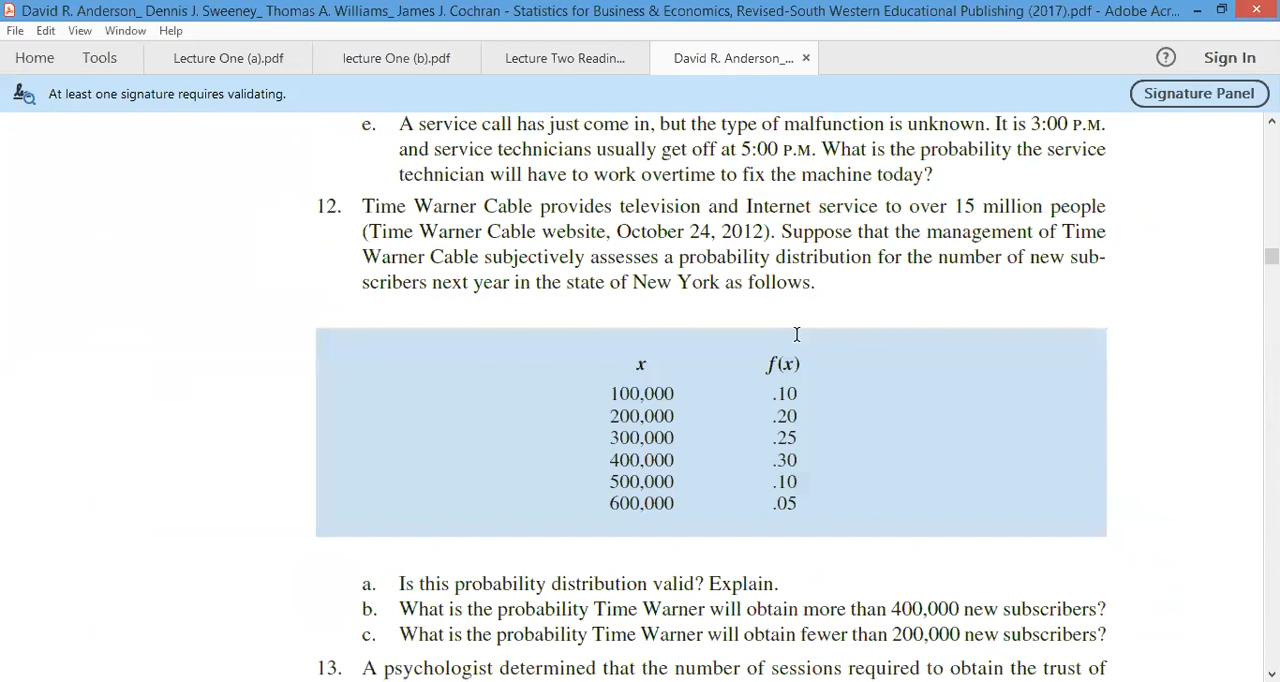 David R. Anderson_ Dennis J. Sweeney_ Thomas A. Williams_ James J. Cochran - Statistics for Business & Economics, Revised-South Western Educational Publishing (2017).pdf - Adobe Acr...
File Edit View Window Help
Home Tools Lecture One (a).pdf lecture One (b).pdf Lecture Two Readin... David R. Anderson_... × ? Sign In
At least one signature requires validating. Signature Panel
e. A service call has just come in, but the type of malfunction is unknown. It is 3:00 P.M.
and service technicians usually get off at 5:00 P.M. What is the probability the service
technician will have to work overtime to fix the machine today?
12. Time Warner Cable provides television and Internet service to over 15 million people
(Time Warner Cable website, October 24, 2012). Suppose that the management of Time
Warner Cable subjectively assesses a probability distribution for the number of new sub-
scribers next year in the state of New York as follows.
x f(x)
100,000 .10
200,000 .20
300,000 .25
400,000 .30
500,000 .10
600,000 .05
a. Is this probability distribution valid? Explain.
b. What is the probability Time Warner will obtain more than 400,000 new subscribers?
c. What is the probability Time Warner will obtain fewer than 200,000 new subscribers?
13. A psychologist determined that the number of sessions required to obtain the trust of